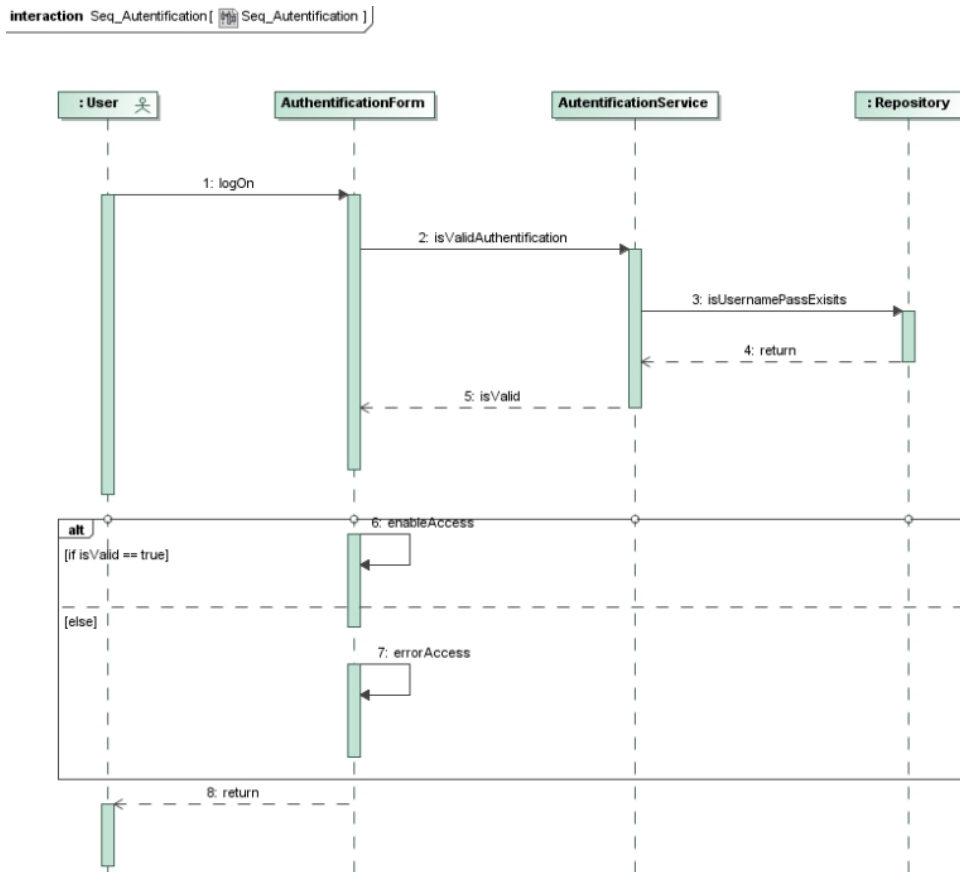 interaction Seq_Autentification[ Seq_Autentification ]
: User
AuthentificationForm
AutentificationService
: Repository
1: logOn
2: isValidAuthentification
3: isUsernamePassExisits
4: return
5: isValid
alt
6: enableAccess
[if isValid == true]
[else]
7: errorAccess
8: return